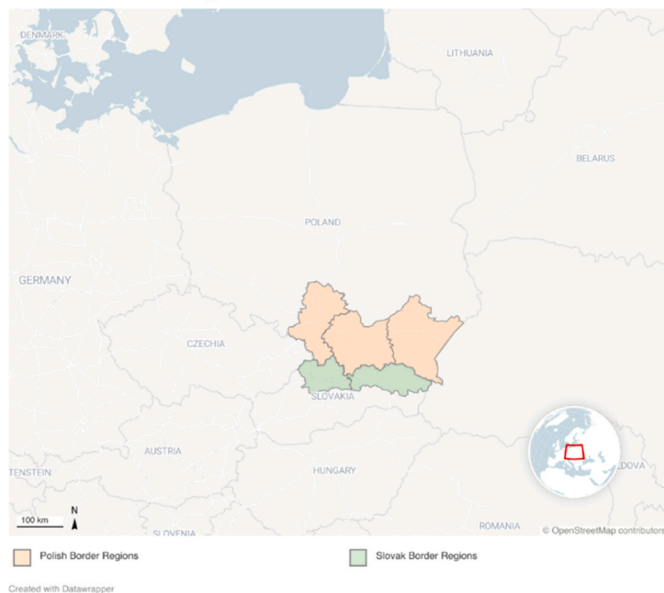 DENMARK
LITHUANIA
BELARUS
POLAND
GERMANY
CZECHIA
SLOVAKIA
AUSTRIA
TENSTEIN
HUNGARY
LDOVA
SLOVENIA
ROMANIA
N
100 km
© OpenStreetMap contributors
Polish Border Regions
Slovak Border Regions
Created with Datawrapper